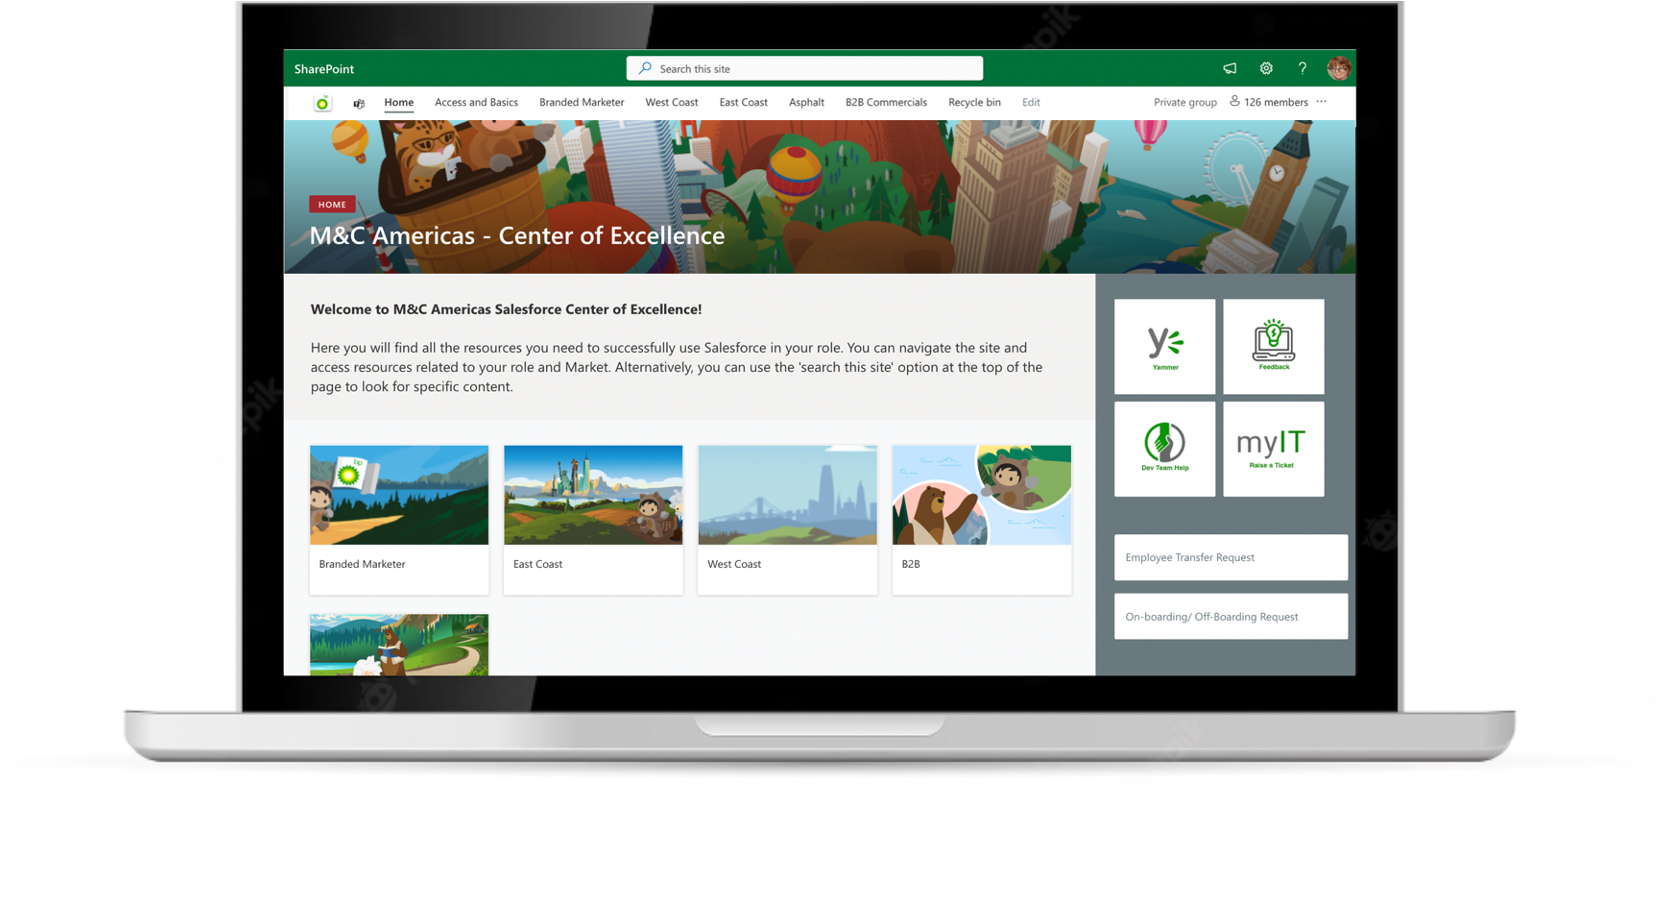 SharePoint
Search this site
Home
Access and Basics
Branded Marketer
West Coast
East Coast
Asphalt
B2B Commercials
Recycle bin
Edit
Private group
126 members
HOME
M&C Americas - Center of Excellence
Welcome to M&C Americas Salesforce Center of Excellence!
Here you will find all the resources you need to successfully use Salesforce in your role. You can navigate the site and
access resources related to your role and Market. Alternatively, you can use the 'search this site' option at the top of the
page to look for specific content.
Yammer
Feedback
Dev Team Help
myIT
Raise a Ticket
bp
Branded Marketer
East Coast
West Coast
B2B
Employee Transfer Request
On-boarding/ Off-Boarding Request